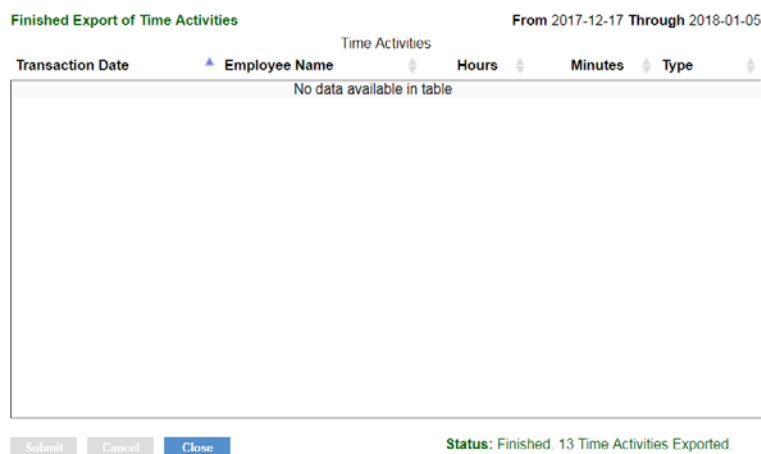 Finished Export of Time Activities From 2017-12-17 Through 2018-01-05
Time Activities
Transaction Date Employee Name Hours Minutes Type
No data available in table
Submit Cancel Close Status: Finished. 13 Time Activities Exported.